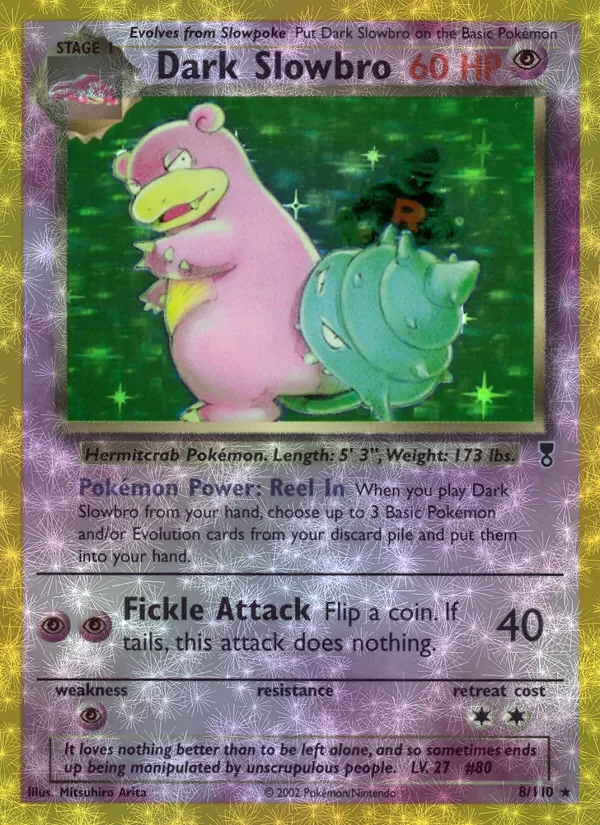 Evolves from Slowpoke Put Dark Slowbro on the Basic Pokémon
STAGE 1
Dark Slowbro 60 HP
R
Hermitcrab Pokémon. Length: 5' 3", Weight: 173 lbs.
Pokémon Power: Reel In When you play Dark
Slowbro from your hand, choose up to 3 Basic Pokemon
and/or Evolution cards from your discard pile and put them
into your hand.
Fickle Attack Flip a coin. If
tails, this attack does nothing.
40
weakness resistance retreat cost
It loves nothing better than to be left alone, and so sometimes ends
up being manipulated by unscrupulous people. LV. 27 #80
Illus. Mitsuhiro Arita © 2002 Pokémon/Nintendo 8/110 ★